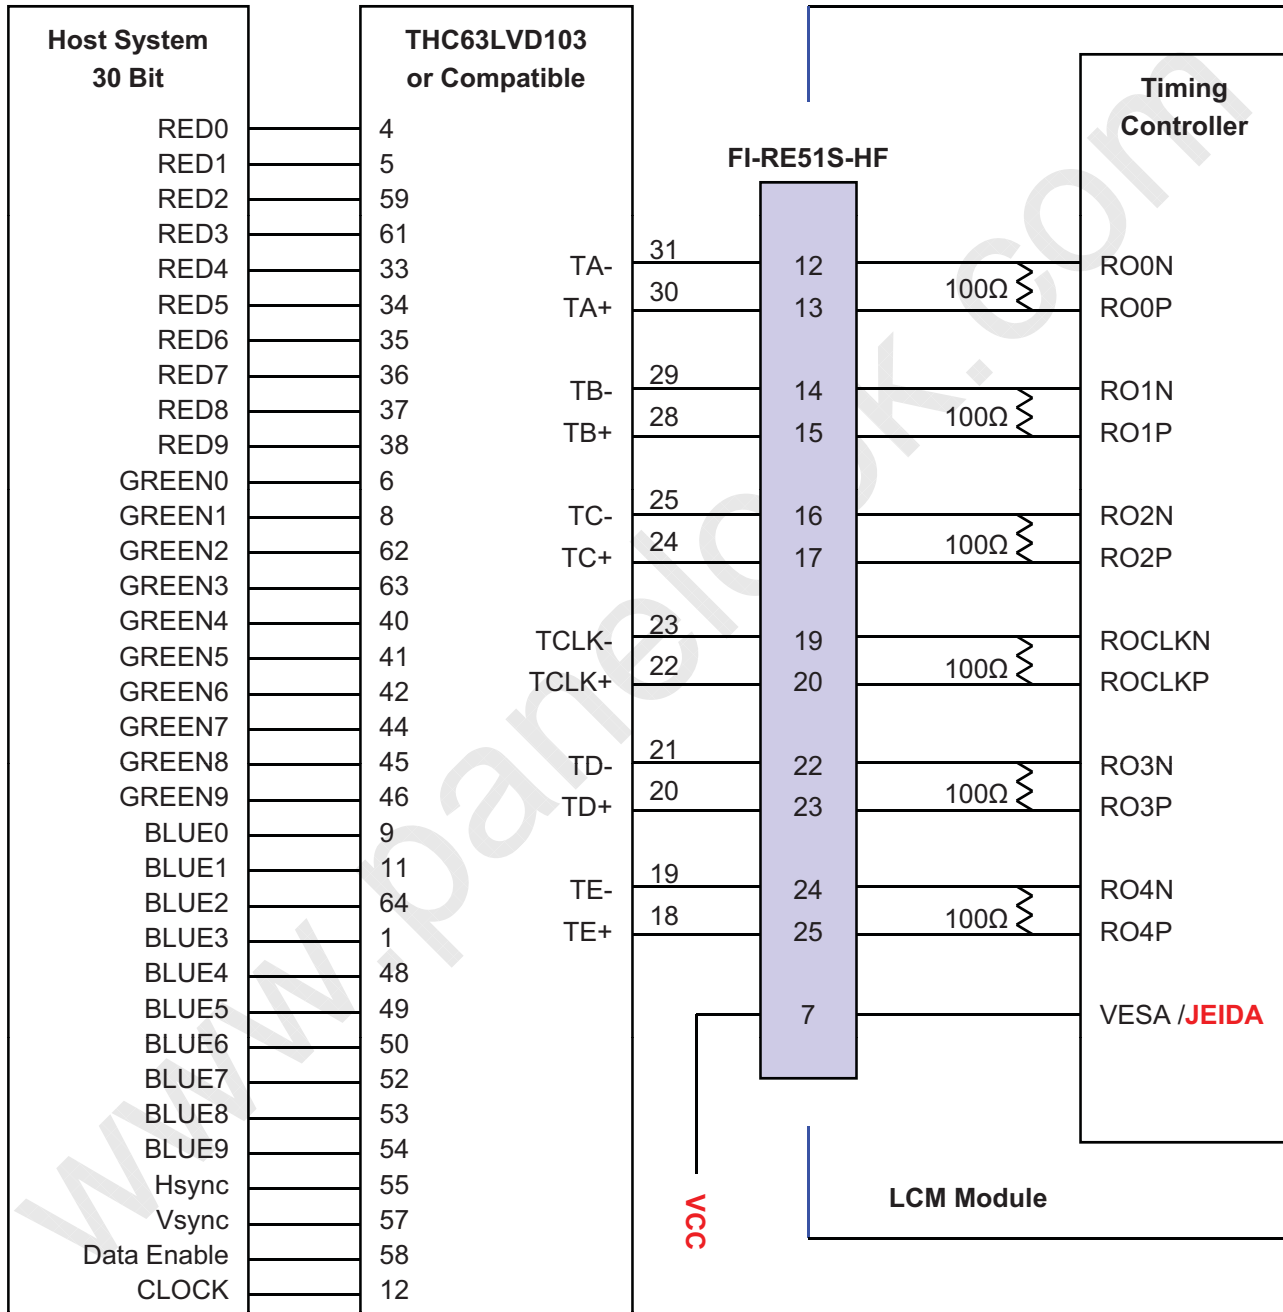 Host System
30 Bit
RED0
RED1
RED2
RED3
RED4
RED5
RED6
RED7
RED8
RED9
GREEN0
GREEN1
GREEN2
GREEN3
GREEN4
GREEN5
GREEN6
GREEN7
GREEN8
GREEN9
BLUE0
BLUE1
BLUE2
BLUE3
BLUE4
BLUE5
BLUE6
BLUE7
BLUE8
BLUE9
Hsync
Vsync
Data Enable
CLOCK
THC63LVD103
or Compatible
4
5
59
61
33
34
35
36
37
38
6
8
62
63
40
41
42
44
45
46
9
11
64
1
48
49
50
52
53
54
55
57
58
12
TA-
TA+
TB-
TB+
TC-
TC+
TCLK-
TCLK+
TD-
TD+
TE-
TE+
31
30
29
28
25
24
23
22
21
20
19
18
VCC
FI-RE51S-HF
12
13
14
15
16
17
19
20
22
23
24
25
7
100Ω
100Ω
100Ω
100Ω
100Ω
100Ω
LCM Module
Timing
Controller
RO0N
RO0P
RO1N
RO1P
RO2N
RO2P
ROCLKN
ROCLKP
RO3N
RO3P
RO4N
RO4P
VESA /JEIDA
www.panelook.com